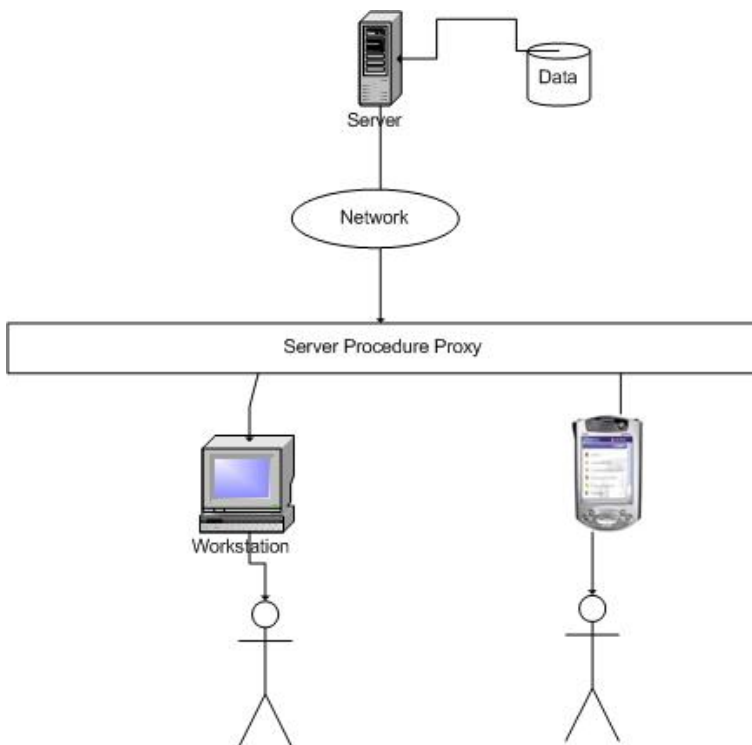 Data
Server
Network
Server Procedure Proxy
Workstation